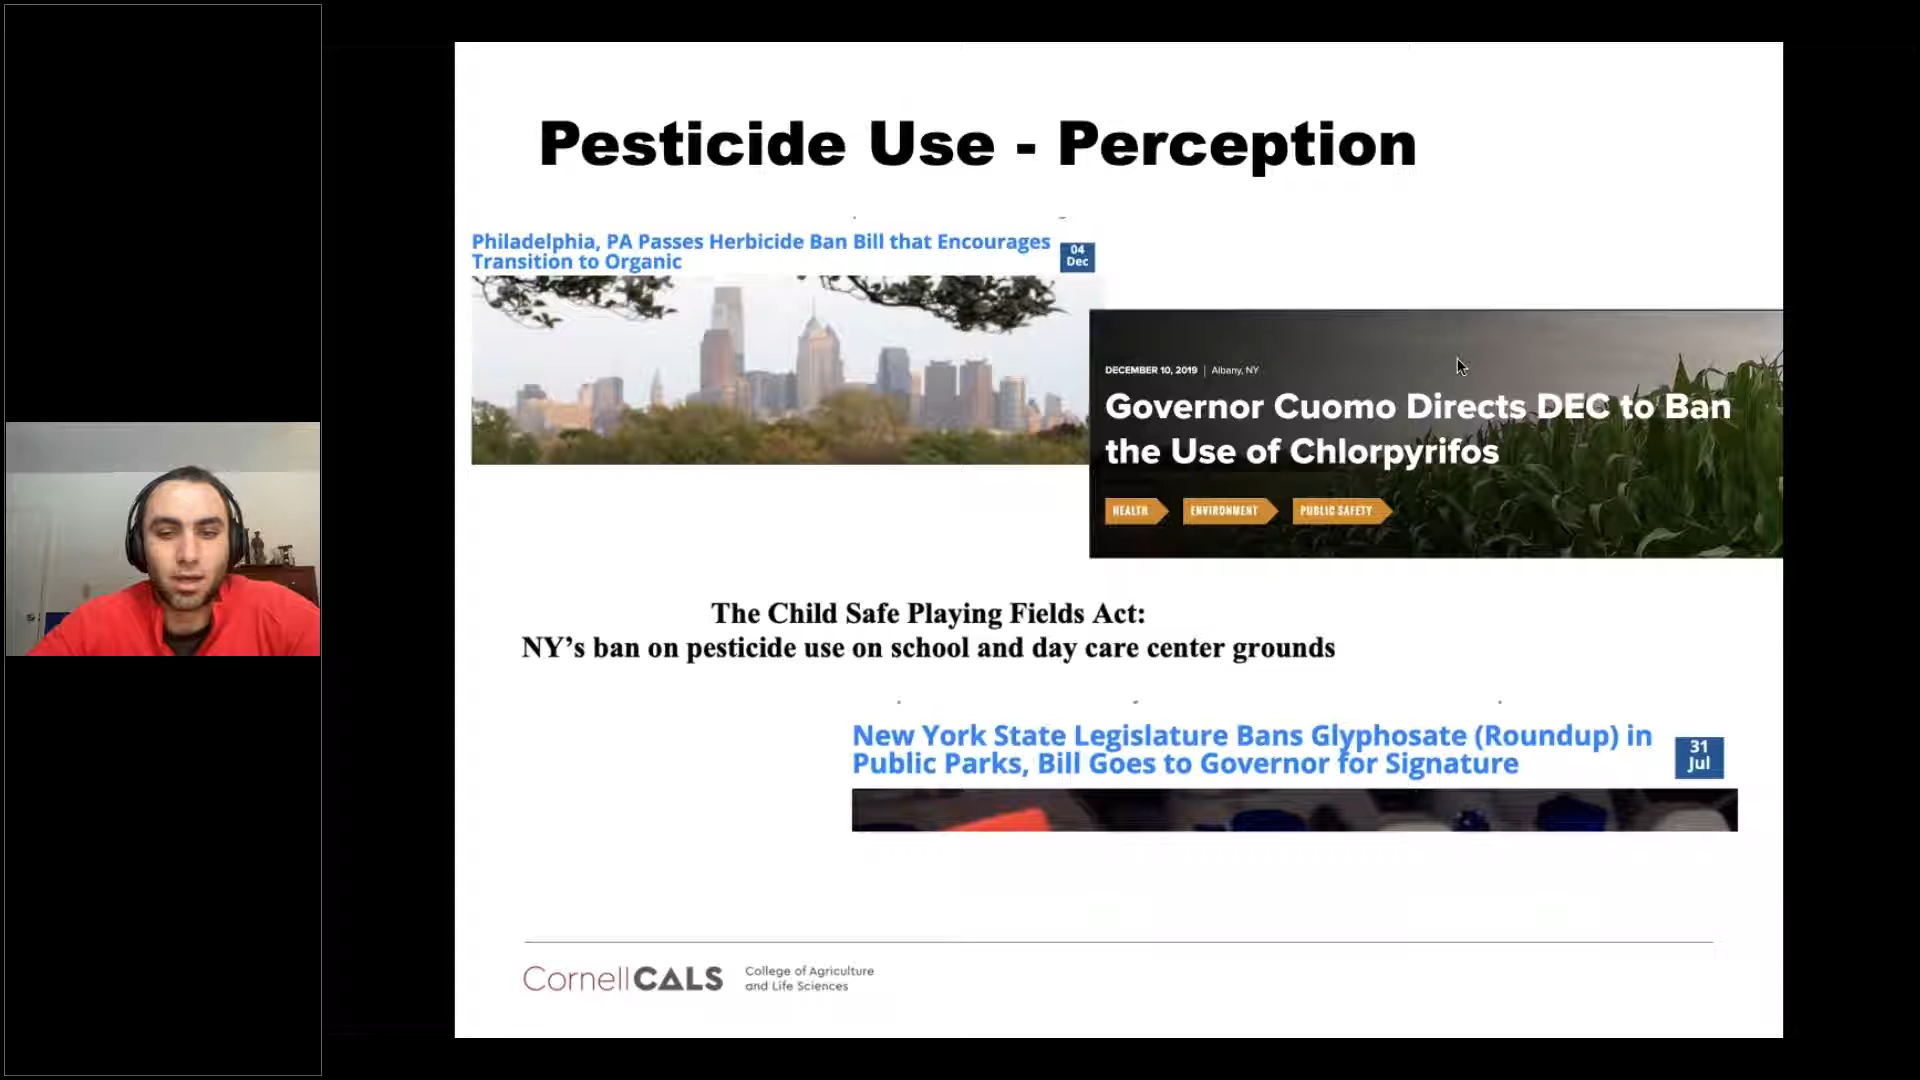 Pesticide Use - Perception
Philadelphia, PA Passes Herbicide Ban Bill that Encourages
Transition to Organic
04
Dec
DECEMBER 10, 2019 | Albany, NY
Governor Cuomo Directs DEC to Ban
the Use of Chlorpyrifos
HEALTH
ENVIRONMENT
PUBLIC SAFETY
The Child Safe Playing Fields Act:
NY’s ban on pesticide use on school and day care center grounds
New York State Legislature Bans Glyphosate (Roundup) in
Public Parks, Bill Goes to Governor for Signature
31
Jul
CornellCALS
College of Agriculture
and Life Sciences